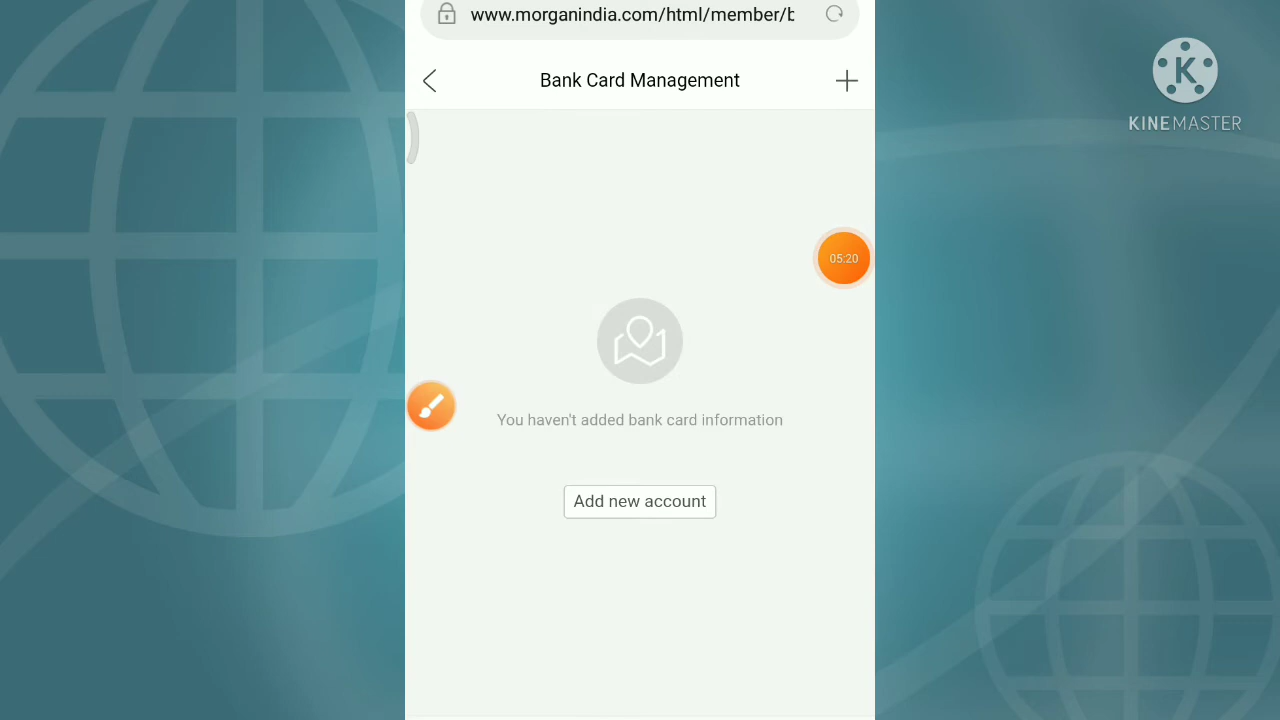 www.morganindia.com/html/member/b
Bank Card Management
K
KINEMASTER
05:20
You haven't added bank card information
Add new account